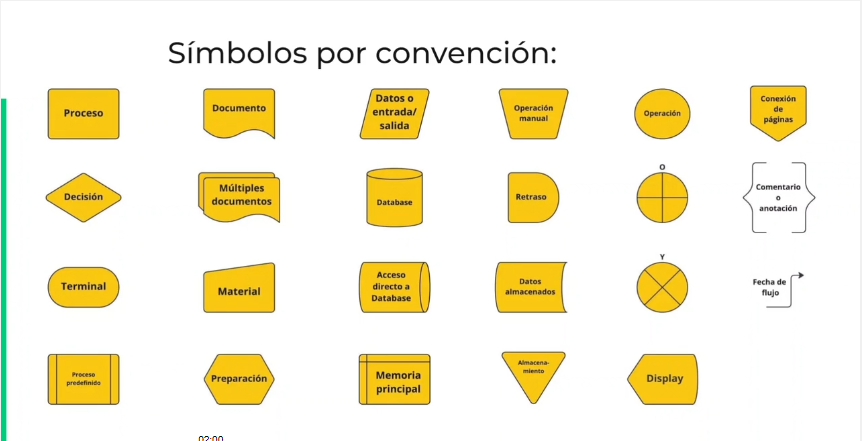 Símbolos por convención:
Proceso
Documento
Datos o
entrada/
salida
Operación
manual
Operación
Conexión
de
páginas
Decisión
Múltiples
documentos
Database
Retraso
O
Comentario
o
anotación
Terminal
Material
Acceso
directo a
Database
Datos
almacenados
Y
Fecha de
flujo
Proceso
predefinido
Preparación
Memoria
principal
Almacena-
miento
Display
02:00